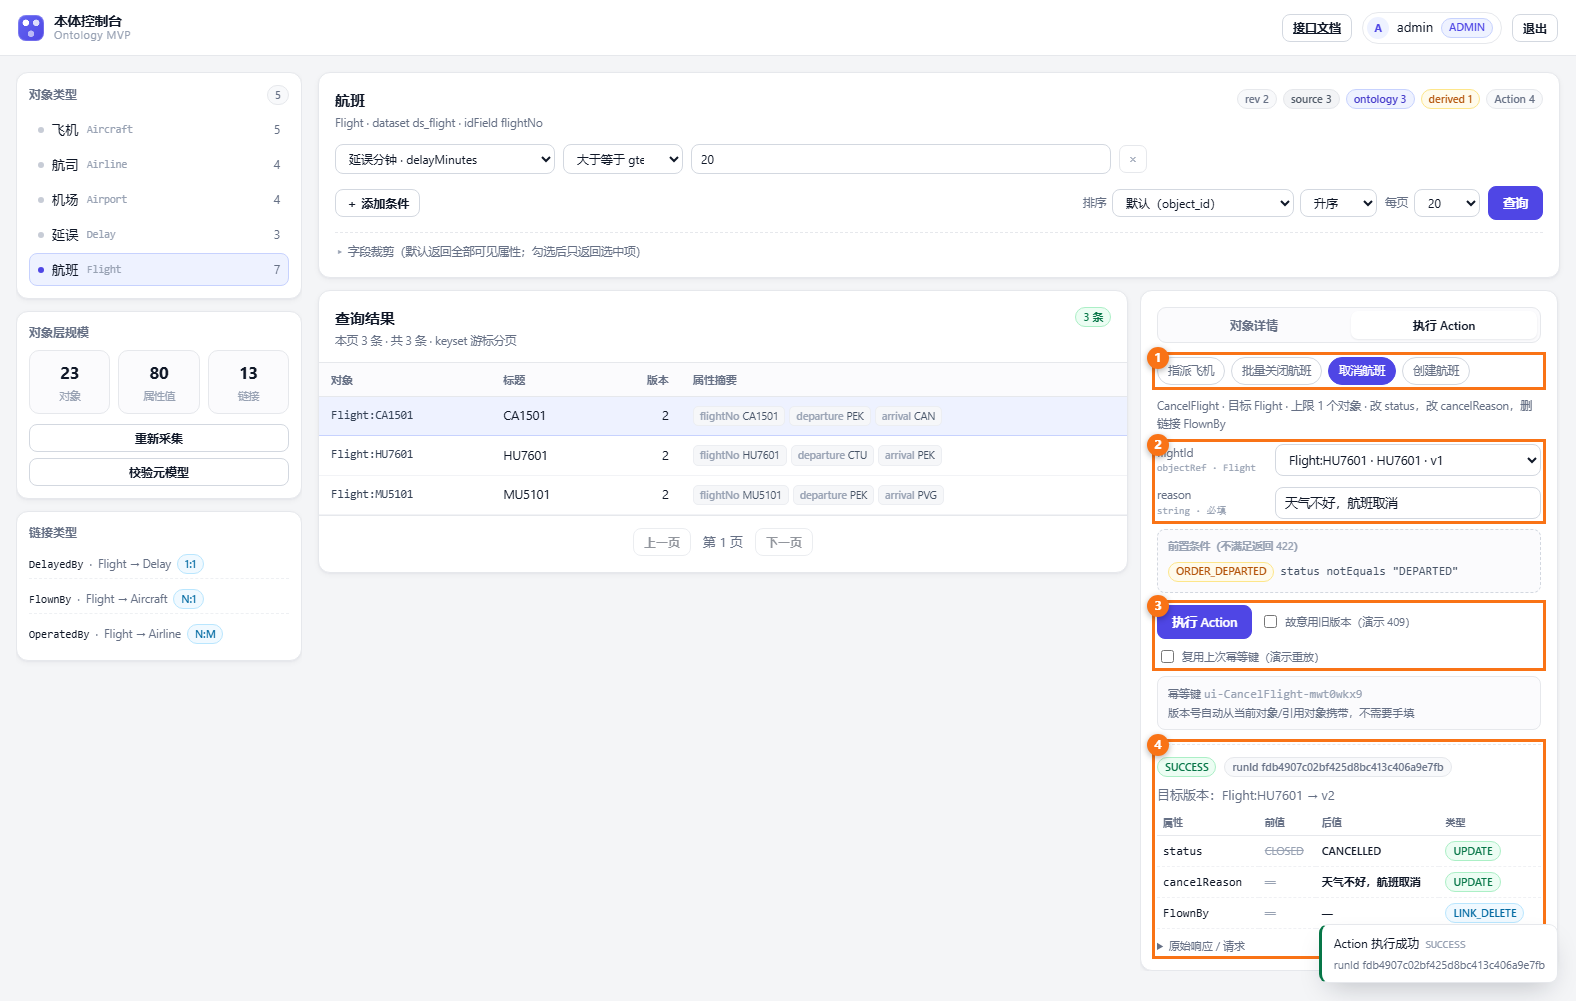 本体控制台
Ontology MVP
接口文档
A admin ADMIN
退出
对象类型 5
飞机 Aircraft 5
航司 Airline 4
机场 Airport 4
延误 Delay 3
航班 Flight 7
对象层规模
23 80 13
对象 属性值 链接
重新采集
校验元模型
链接类型
DelayedBy · Flight → Delay 1:1
FlownBy · Flight → Aircraft N:1
OperatedBy · Flight → Airline N:M
航班
Flight · dataset ds_flight · idField flightNo
rev 2 source 3 ontology 3 derived 1 Action 4
延误分钟 · delayMinutes 大于等于 gte 20 ×
+ 添加条件
排序 默认（object_id） 升序 每页 20 查询
▸ 字段裁剪（默认返回全部可见属性；勾选后只返回选中项）
查询结果
本页 3 条 · 共 3 条 · keyset 游标分页
3 条
对象 标题 版本 属性摘要
Flight:CA1501 CA1501 2 flightNo CA1501 departure PEK arrival CAN
Flight:HU7601 HU7601 2 flightNo HU7601 departure CTU arrival PEK
Flight:MU5101 MU5101 2 flightNo MU5101 departure PEK arrival PVG
上一页 第 1 页 下一页
对象详情 执行 Action
1
指派飞机 批量关闭航班 取消航班 创建航班
CancelFlight · 目标 Flight · 上限 1 个对象 · 改 status，改 cancelReason，删
链接 FlownBy
2
flightId
objectRef · Flight
Flight:HU7601 · HU7601 · v1
reason
string · 必填
天气不好，航班取消
前置条件（不满足返回 422）
ORDER_DEPARTED status notEquals "DEPARTED"
3
执行 Action 故意用旧版本（演示 409）
复用上次幂等键（演示重放）
幂等键 ui-CancelFlight-mwt0wkx9
版本号自动从当前对象/引用对象携带，不需要手填
4
SUCCESS runId fdb4907c02bf425d8bc413c406a9e7fb
目标版本：Flight:HU7601 → v2
属性 前值 后值 类型
status CLOSED CANCELLED UPDATE
cancelReason — 天气不好，航班取消 UPDATE
FlownBy — — LINK_DELETE
▶ 原始响应 / 请求
Action 执行成功 SUCCESS
runId fdb4907c02bf425d8bc413c406a9e7fb